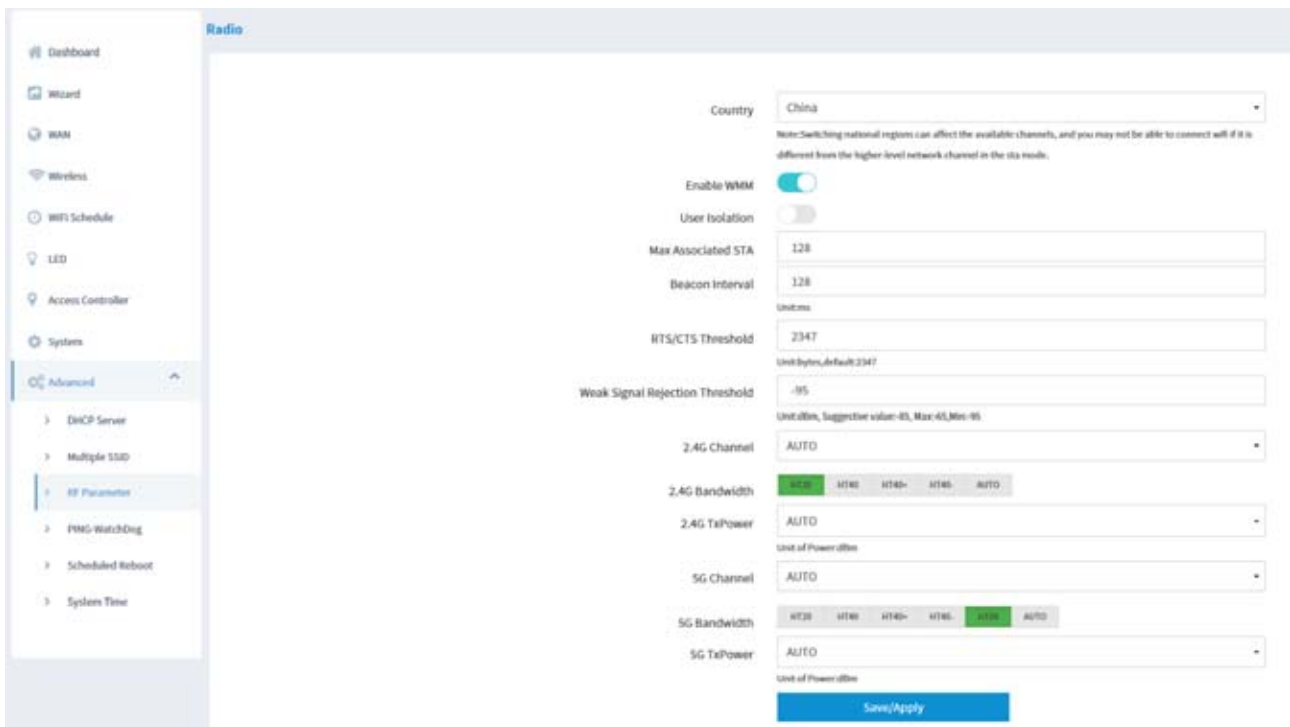 Radio
Dashboard
Wizard
WAN
Wireless
WiFi Schedule
LED
Access Controller
System
Advanced
DHCP Server
Multiple SSID
RF Parameter
PING-WatchDog
Scheduled Reboot
System Time
Country
China
Note:Switching national regions can affect the available channels, and you may not be able to connect wifi if it is
different from the higher-level network channel in the sta mode.
Enable WMM
User Isolation
Max Associated STA
128
Beacon Interval
128
Unit:ms
RTS/CTS Threshold
2347
Unit:bytes,default:2347
Weak Signal Rejection Threshold
-95
Unit:dBm, Suggestive value:-85, Max:-65,Min:-95
2.4G Channel
AUTO
2.4G Bandwidth
HT20 HT40 HT40+ HT40- AUTO
2.4G TxPower
AUTO
Unit of Power:dBm
5G Channel
AUTO
5G Bandwidth
HT20 HT40 HT40+ HT40- AUTO
5G TxPower
AUTO
Unit of Power:dBm
Save/Apply